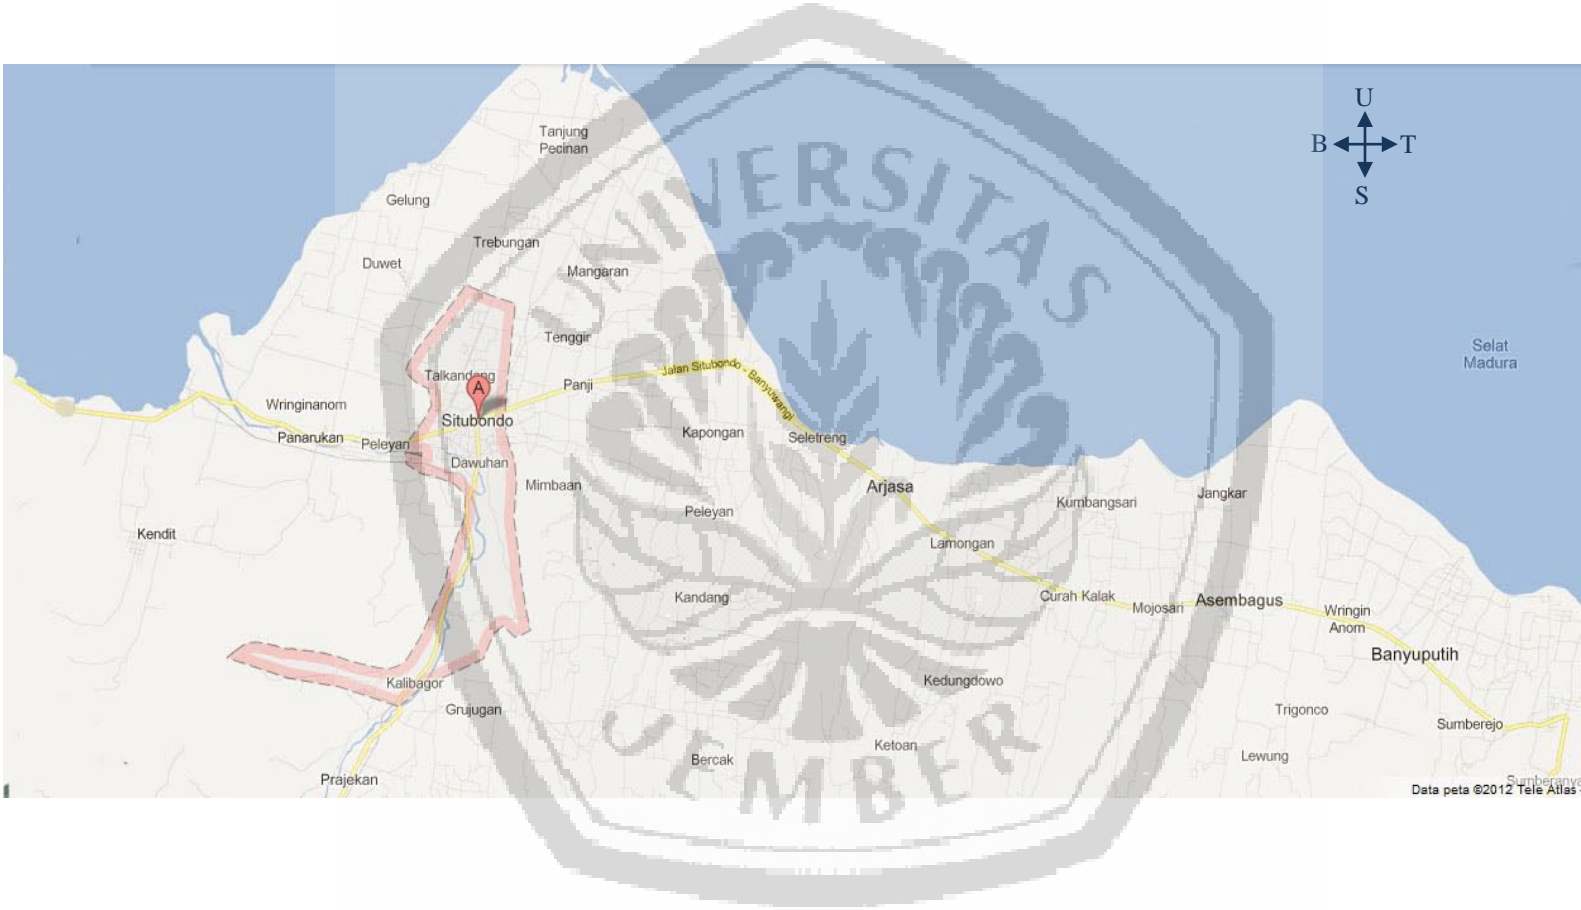 UNIVERSITAS
U
B T
S
Tanjung
Pecinan
Gelung
Trebungan
Duwet
Mangaran
Tenggir
Selat
Madura
Jalan Situbondo - Banyuwangi
Talkandang
A
Panji
Wringinanom
Situbondo
Panarukan
Peleyan
Kapongan
Seletreng
Dawuhan
Mimbaan
Arjasa
Jangkar
Kumbangsari
Peleyan
Kendit
Lamongan
Kandang
Curah Kalak
Mojosari
Asembagus
Wringin
Anom
Banyuputih
Kalibagor
Kedungdowo
Grujugan
Trigonco
Sumberejo
Ketoan
Bercak
Lewung
Prajekan
Sumberanya
Data peta ©2012 Tele Atlas -
JEMBER